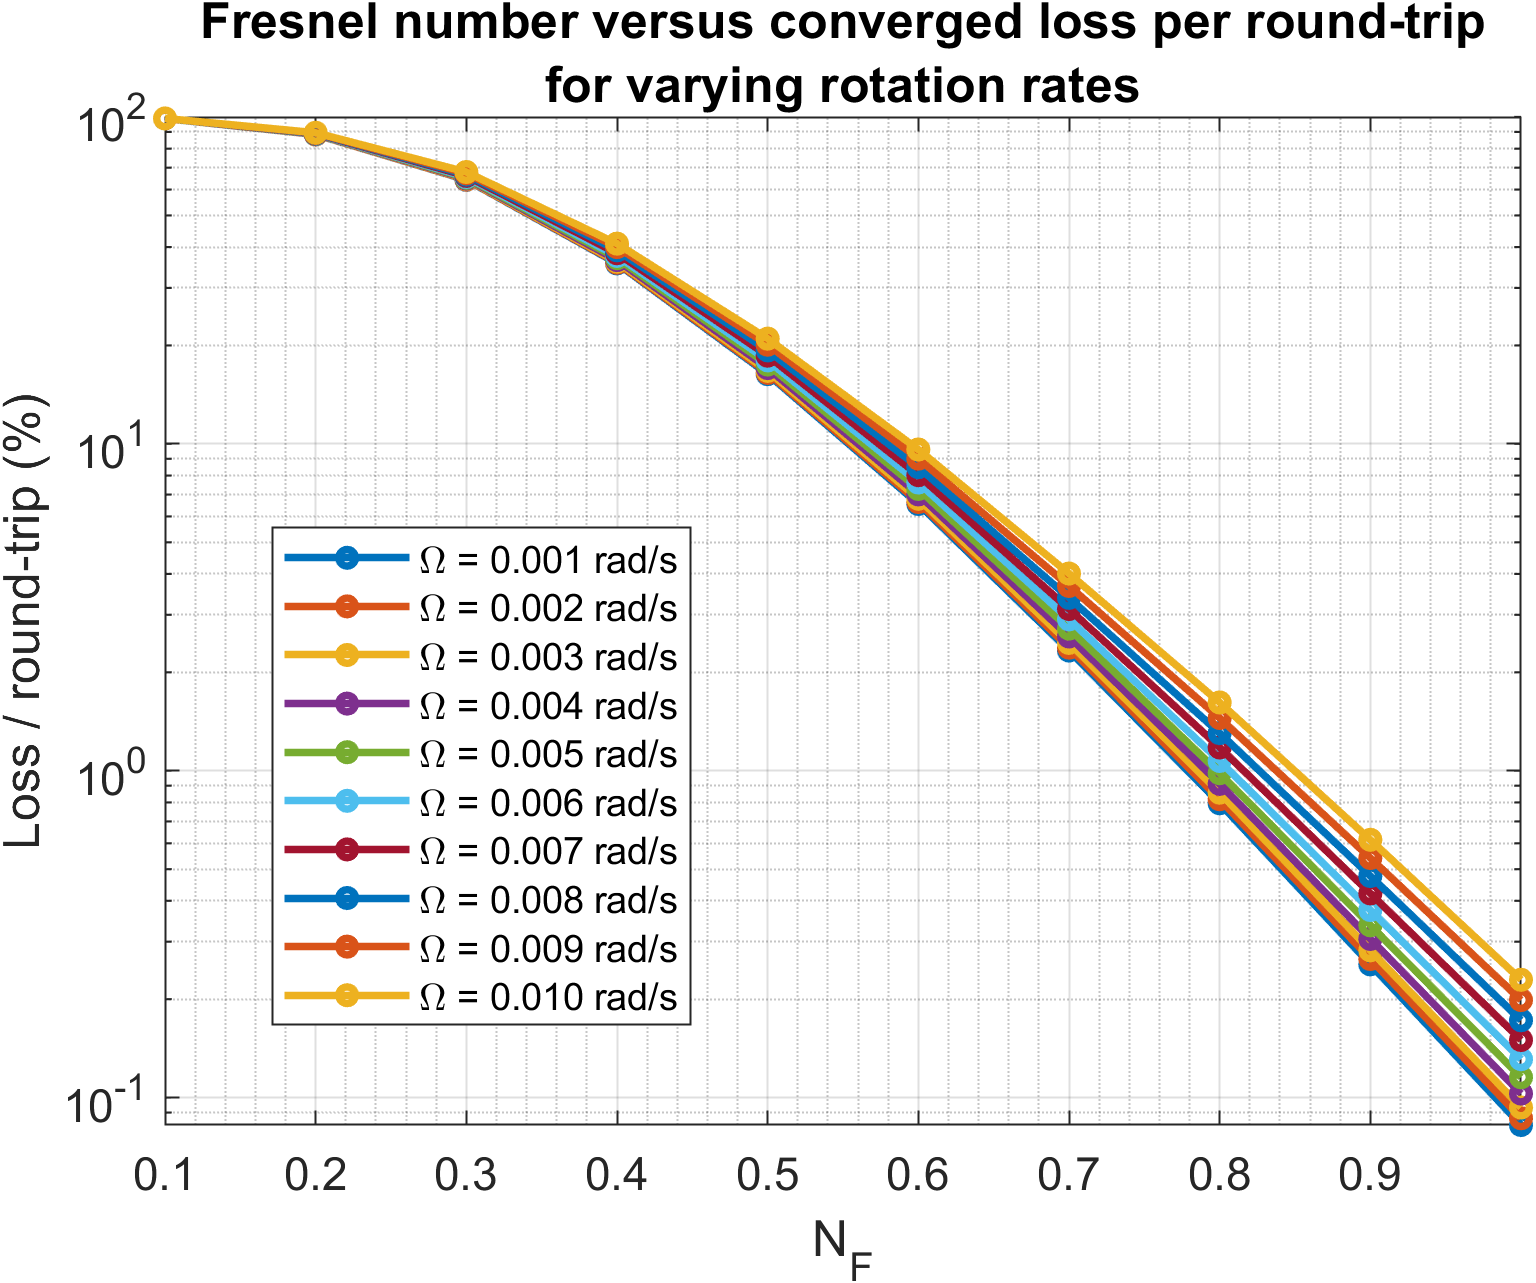 Fresnel number versus converged loss per round-trip
for varying rotation rates
Loss / round-trip (%)
10²
10¹
10⁰
10⁻¹
Ω = 0.001 rad/s
Ω = 0.002 rad/s
Ω = 0.003 rad/s
Ω = 0.004 rad/s
Ω = 0.005 rad/s
Ω = 0.006 rad/s
Ω = 0.007 rad/s
Ω = 0.008 rad/s
Ω = 0.009 rad/s
Ω = 0.010 rad/s
0.1 0.2 0.3 0.4 0.5 0.6 0.7 0.8 0.9
N_F